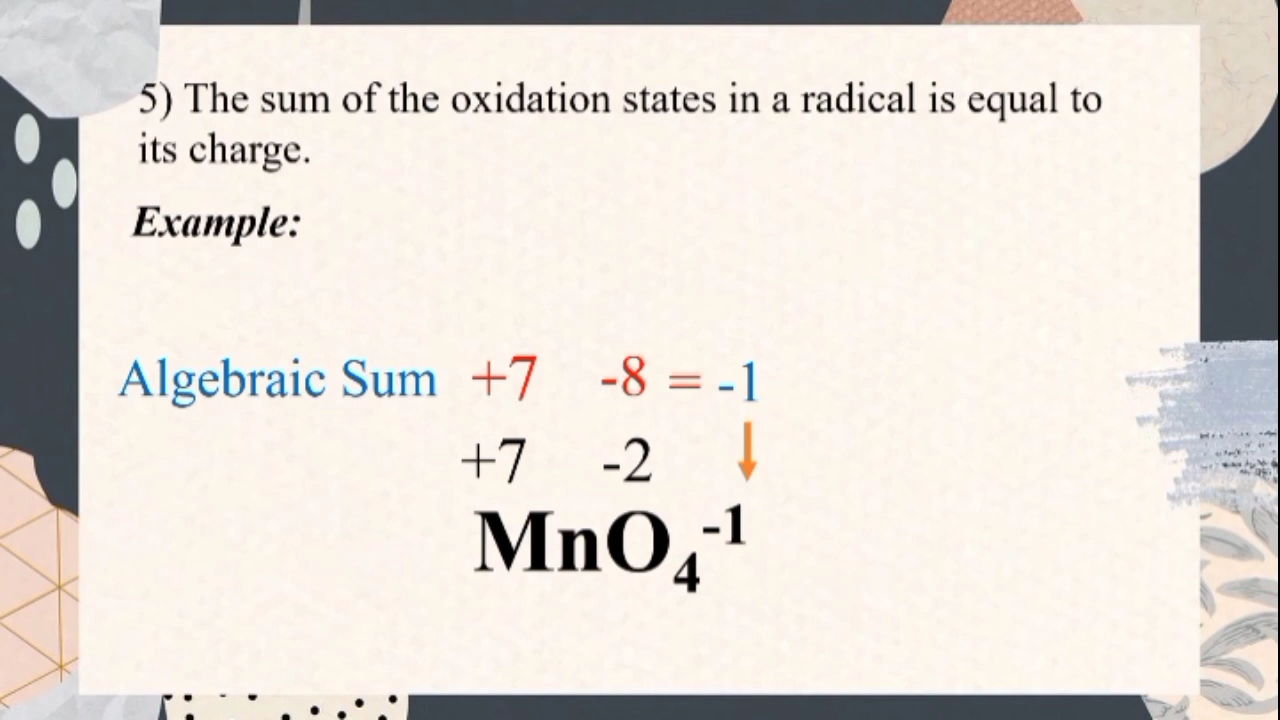 5) The sum of the oxidation states in a radical is equal to
its charge.
Example:
Algebraic Sum +7 -8 = -1
+7 -2
MnO₄⁻¹